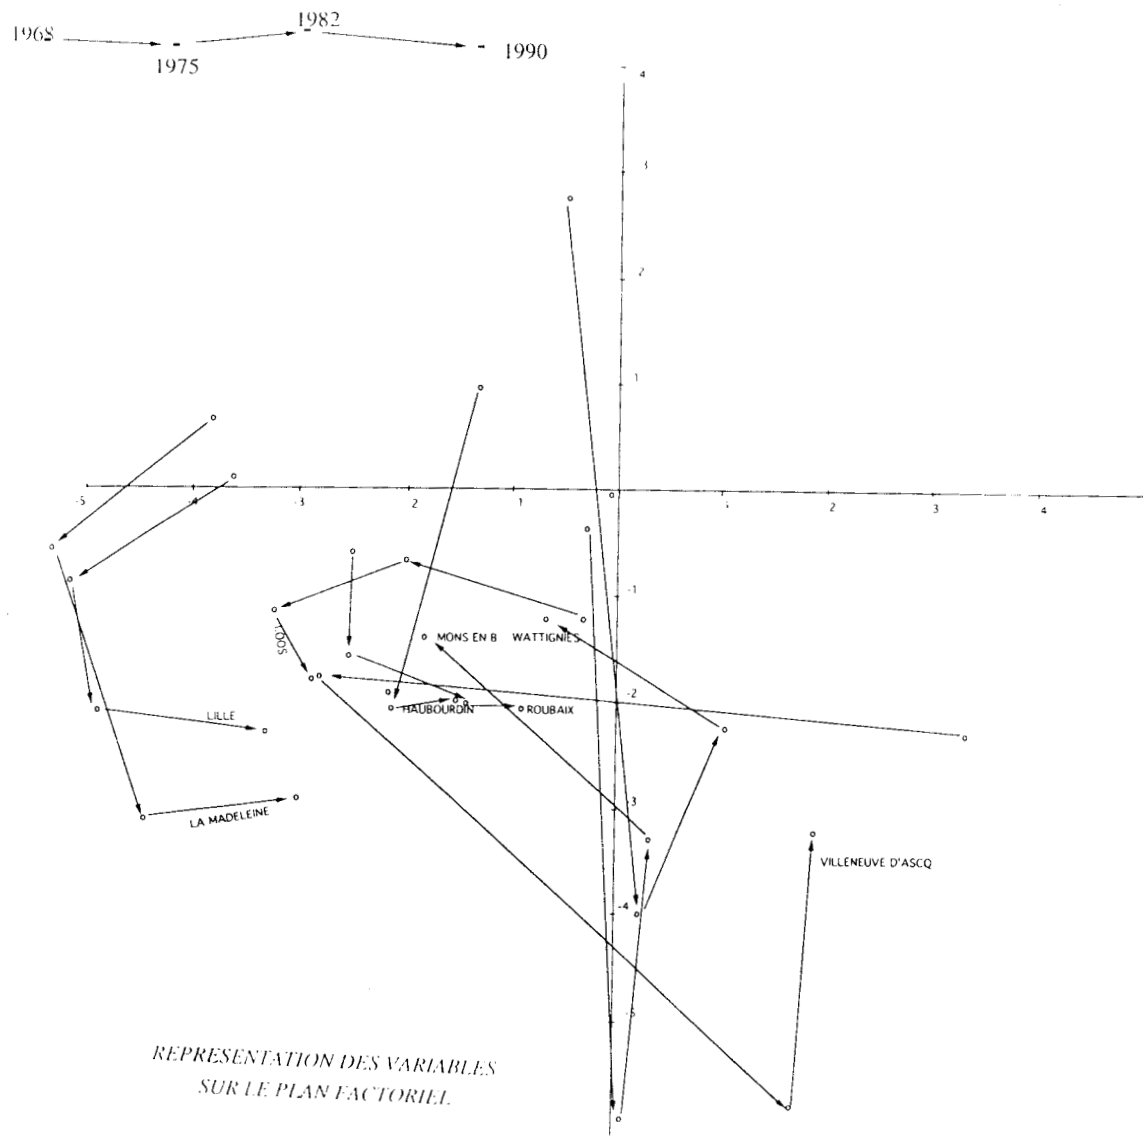 1968
1982
1975
1990
4
3
2
1
-5
-4
-3
-2
-1
1
2
3
4
-1
LOOS
MONS EN B WATTIGNIES
-2
HAUBOURDIN
ROUBAIX
LILLE
3
LA MADELEINE
VILLENEUVE D'ASCQ
-4
-5
REPRESENTATION DES VARIABLES
SUR LE PLAN FACTORIEL